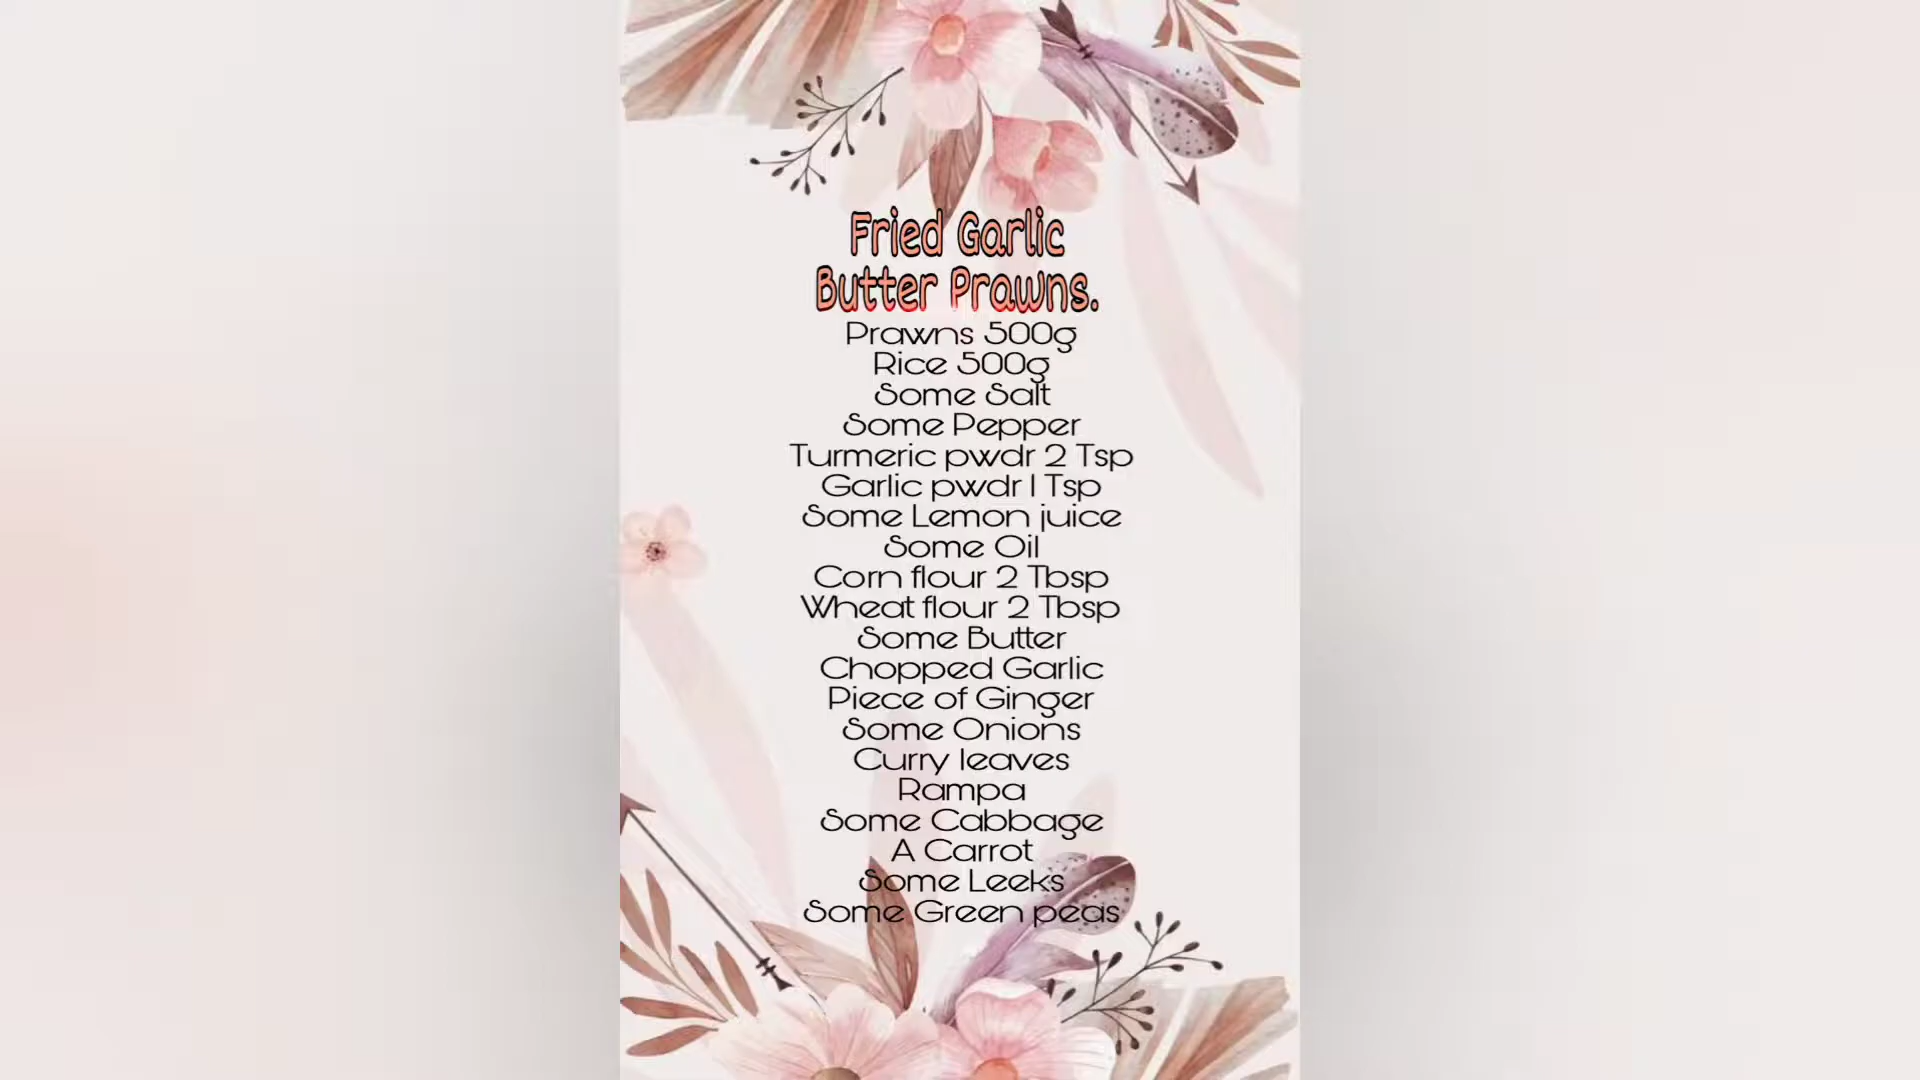 Fried Garlic
Butter Prawns.
Prawns 500g
Rice 500g
Some Salt
Some Pepper
Turmeric pwdr 2 Tsp
Garlic pwdr 1 Tsp
Some Lemon juice
Some Oil
Corn flour 2 Tbsp
Wheat flour 2 Tbsp
Some Butter
Chopped Garlic
Piece of Ginger
Some Onions
Curry leaves
Rampa
Some Cabbage
A Carrot
Some Leeks
Some Green peas